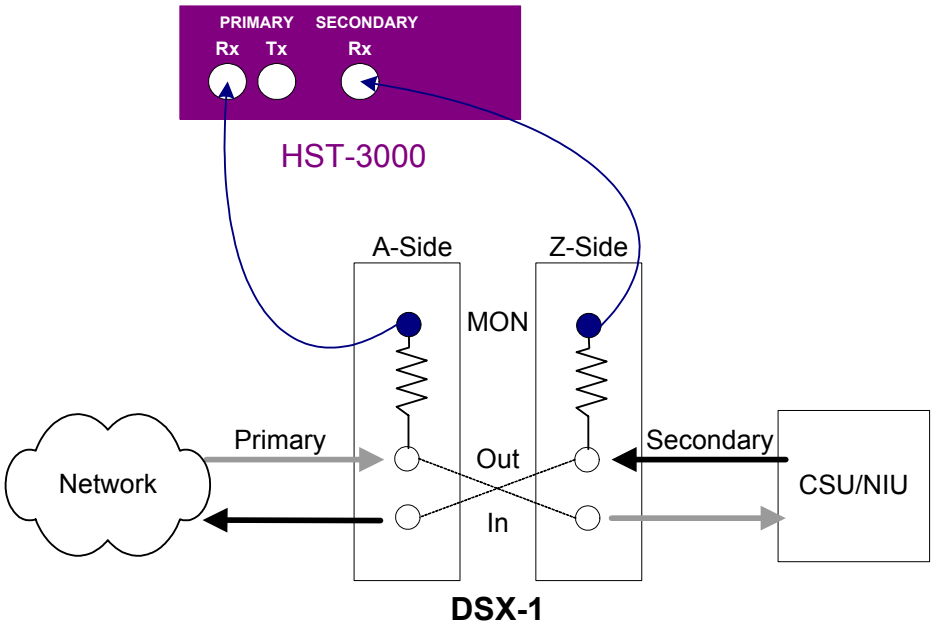 PRIMARY SECONDARY
Rx Tx Rx
HST-3000
A-Side Z-Side
MON
Primary Out Secondary
Network CSU/NIU
In
DSX-1